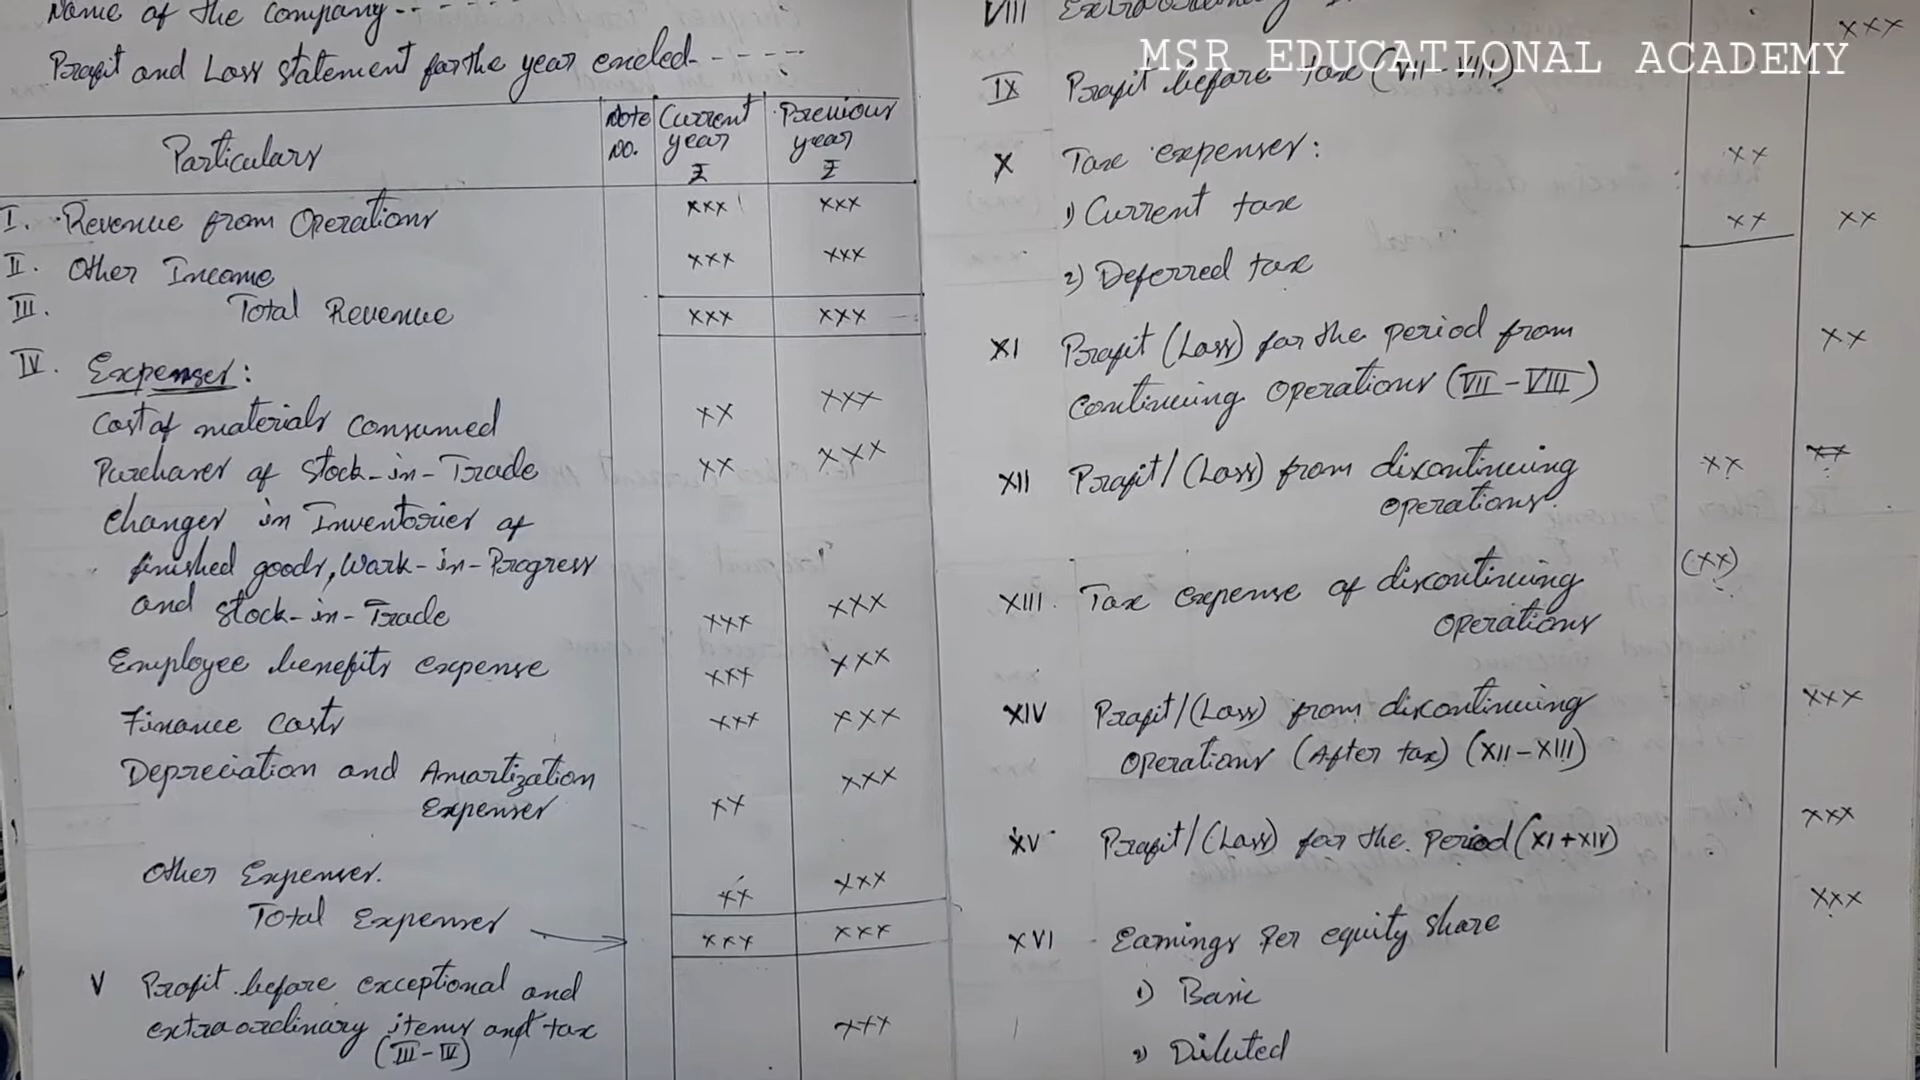 Name of the Company - - - - - -
Profit and Loss statement for the year ended - - - - -
Particulars
Note No.
Current year ₹
Previous year ₹
I. Revenue from Operations xxx xxx
II. Other Income xxx xxx
III. Total Revenue xxx xxx
IV. Expenses:
Cost of materials consumed xx xxx
Purchases of Stock-in-Trade xx xxx
Changes in Inventories of
finished goods, Work-in-Progress
and Stock-in-Trade xxx xxx
Employee benefits expense xxx xxx
Finance Costs xxx xxx
Depreciation and Amortization xxx
Expenses xx
Other Expenses. xx xxx
Total Expenses xxx xxx
V Profit before exceptional and
extraordinary items and tax xxx
(III-IV)
VIII
xxx
MSR EDUCATIONAL ACADEMY
IX Profit before tax (VII-VIII)
X Tax expenses: xx
1) Current tax xx xx
2) Deferred tax
XI Profit (Loss) for the period from xx
Continuing Operations (VII-VIII)
XII Profit/(Loss) from discontinuing xx xx
Operations.
XIII. Tax expense of discontinuing (xx)
Operations
XIV Profit/(Loss) from discontinuing xxx
Operations (After tax) (XII-XIII)
XV Profit/(Loss) for the Period (XI+XIV) xxx
XVI Earnings Per equity share xxx
1) Basic
2) Diluted